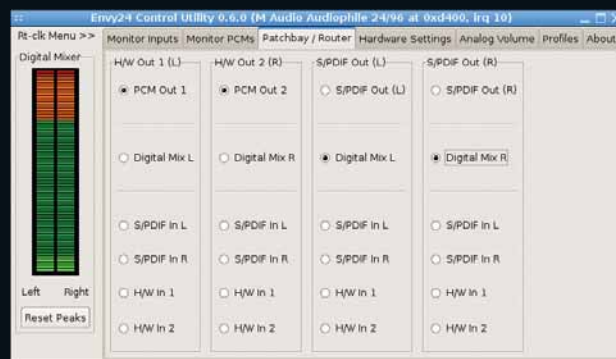 Envy24 Control Utility 0.6.0 (M Audio Audiophile 24/96 at 0xd400, irq 10)
Rt-clk Menu >> Monitor Inputs Monitor PCMs Patchbay / Router Hardware Settings Analog Volume Profiles About
Digital Mixer H/W Out 1 (L) H/W Out 2 (R) S/PDIF Out (L) S/PDIF Out (R)
PCM Out 1 PCM Out 2 S/PDIF Out (L) S/PDIF Out (R)
Digital Mix L Digital Mix R Digital Mix L Digital Mix R
S/PDIF In L S/PDIF In L S/PDIF In L S/PDIF In L
S/PDIF In R S/PDIF In R S/PDIF In R S/PDIF In R
Left Right H/W In 1 H/W In 1 H/W In 1 H/W In 1
Reset Peaks H/W In 2 H/W In 2 H/W In 2 H/W In 2